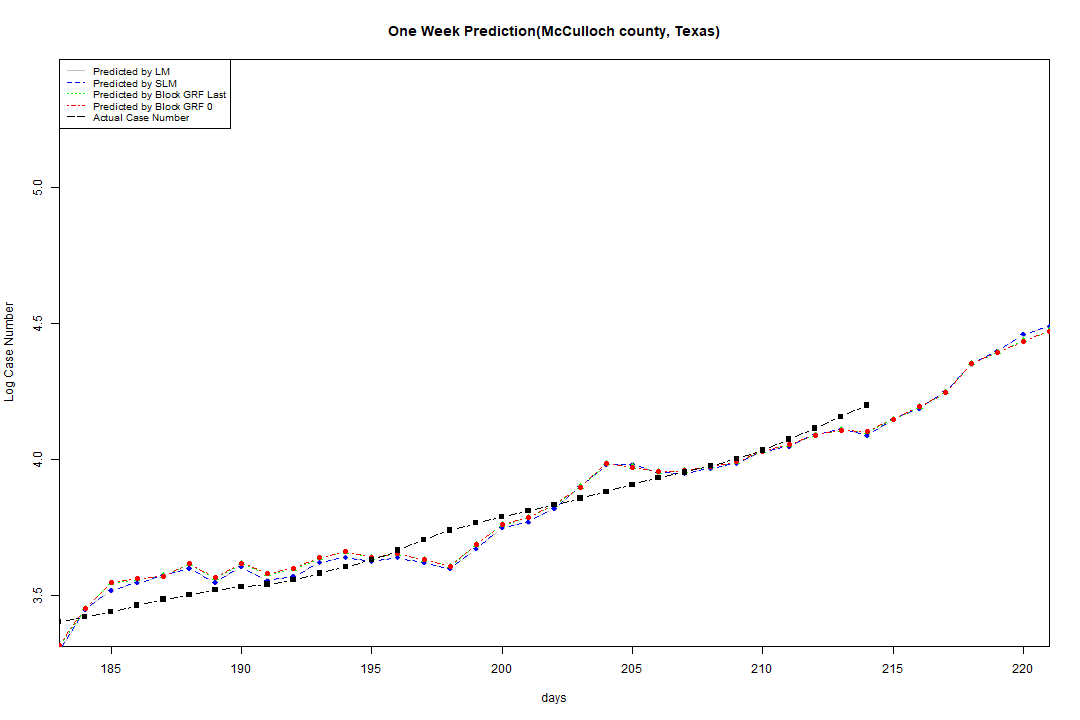 One Week Prediction(McCulloch county, Texas)
Predicted by LM
Predicted by SLM
Predicted by Block GRF Last
Predicted by Block GRF 0
Actual Case Number
5.0
4.5
4.0
3.5
Log Case Number
185 190 195 200 205 210 215 220
days